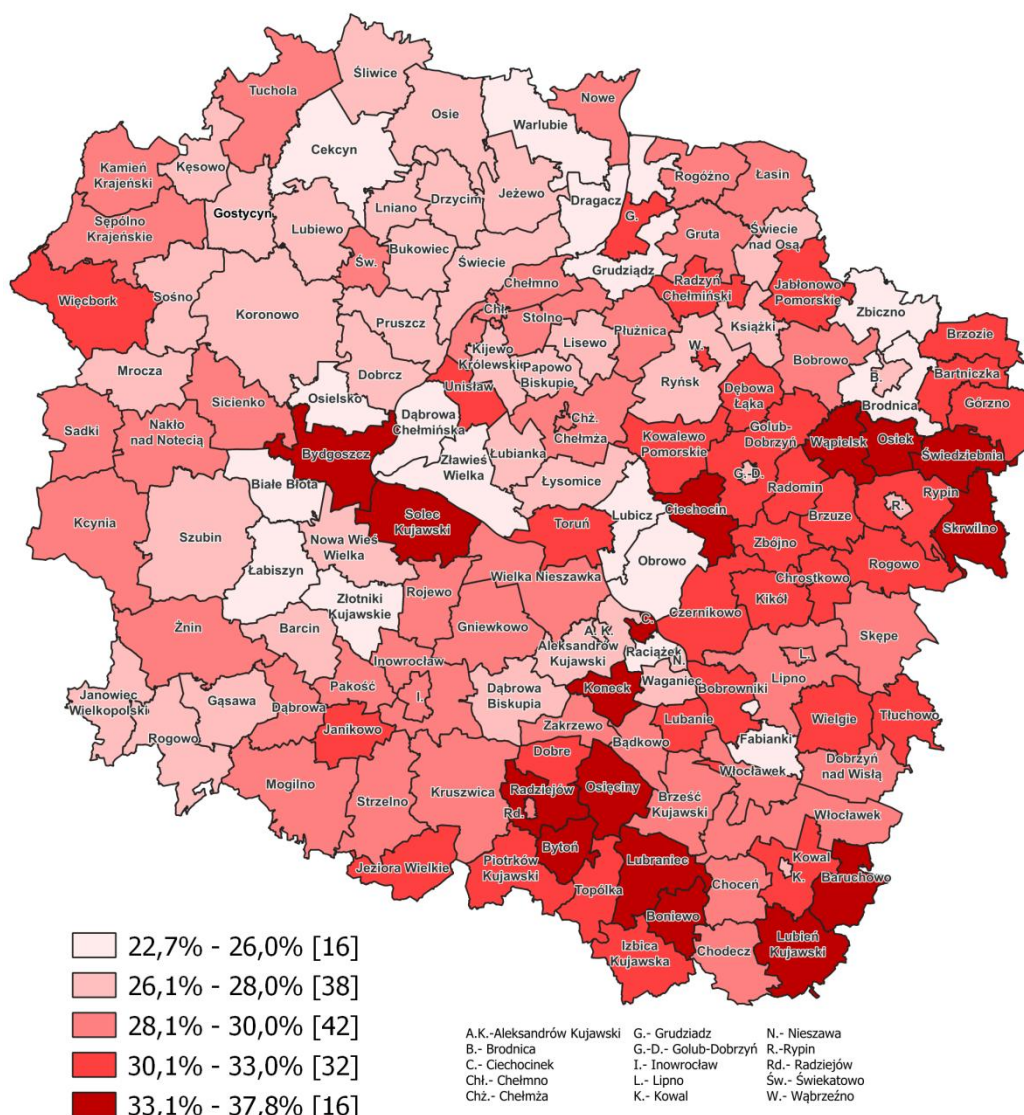 Śliwice
Tuchola
Nowe
Osie
Warlubie
Cekcyn
Kamień
Krajeński
Kęsowo
Rogóźno
Łasin
Jeżewo
Drzycim
Dragacz
Lniano
Gostycyn
G.
Sępólno
Krajeńskie
Lubiewo
Gruta
Świecie
nad Osą
Bukowiec
Św.
Świecie
Grudziądz
Chełmno
Radzyń
Chełmiński
Jabłonowo
Pomorskie
Więcbork
Sośno
Zbiczno
Koronowo
Chł.
Stolno
Pruszcz
Płużnica
Książki
Brzozie
Kijewo
Królewskie
Lisewo
W.
Bobrowo
Papowo
Biskupie
Mrocza
Dobrcz
Ryńsk
B.
Bartniczka
Unisław
Dębowa
Łąka
Sicienko
Osielsko
Brodnica
Górzno
Dąbrowa
Chełmińska
Chż.
Nakło
nad Notecią
Sadki
Chełmża
Golub-
Dobrzyń
Kowalewo
Pomorskie
Wąpielsk
Osiek
Bydgoszcz
Zławieś
Wielka
Łubianka
Świedziebnia
G.-D.
Białe Błota
Łysomice
Radomin
Rypin
Kcynia
Ciechocin
R.
Solec
Kujawski
Lubicz
Brzuze
Skrwilno
Toruń
Szubin
Nowa Wieś
Wielka
Zbójno
Obrowo
Rogowo
Łabiszyn
Wielka Nieszawka
Chrostkowo
Kikół
Złotniki
Kujawskie
Rojewo
Czernikowo
Żnin
Barcin
Gniewkowo
C.
A. K.
Skępe
Aleksandrów
Kujawski
Raciążek
N.
L.
Inowrocław
Lipno
Janowiec
Wielkopolski
Gąsawa
Pakość
Dąbrowa
Biskupia
Koneck
Waganiec
Bobrowniki
I.
Dąbrowa
Wielgie
Tłuchowo
Rogowo
Janikowo
Zakrzewo
Lubanie
Fabianki
Bądkowo
Dobre
Włocławek
Dobrzyń
nad Wisłą
Mogilno
Strzelno
Kruszwica
Radziejów
Osięciny
Brześć
Kujawski
Rd.
Włocławek
Bytoń
Kowal
Jeziora Wielkie
Piotrków
Kujawski
Lubraniec
Choceń
K.
Baruchowo
Topólka
Boniewo
Lubień
Kujawski
Izbica
Kujawska
Chodecz
22,7% - 26,0% [16]
26,1% - 28,0% [38]
28,1% - 30,0% [42]
30,1% - 33,0% [32]
33,1% - 37,8% [16]
A.K.-Aleksandrów Kujawski
B.- Brodnica
C.- Ciechocinek
Chł.- Chełmno
Chż.- Chełmża
G.- Grudziadz
G.-D.- Golub-Dobrzyń
I.- Inowrocław
L.- Lipno
K.- Kowal
N.- Nieszawa
R.-Rypin
Rd.- Radziejów
Św.- Świekatowo
W.- Wąbrzeźno